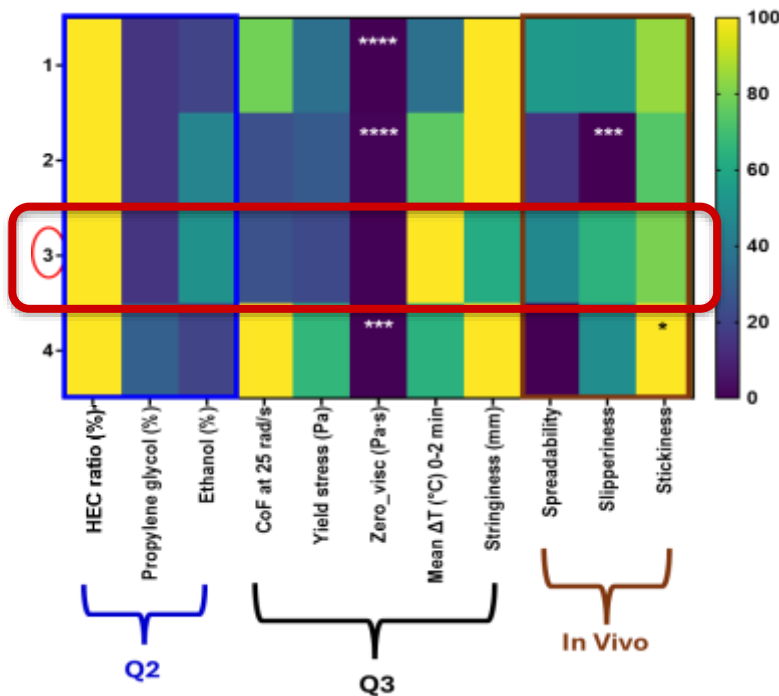 100
1
****
80
2
****
***
60
3
40
20
4
***
*
0
HEC ratio (%)
Propylene glycol (%)
Ethanol (%)
CoF at 25 rad/s
Yield stress (Pa)
Zero_visc (Pa·s)
Mean ΔT (°C) 0-2 min
Stringiness (mm)
Spreadability
Slipperiness
Stickiness
Q2
Q3
In Vivo